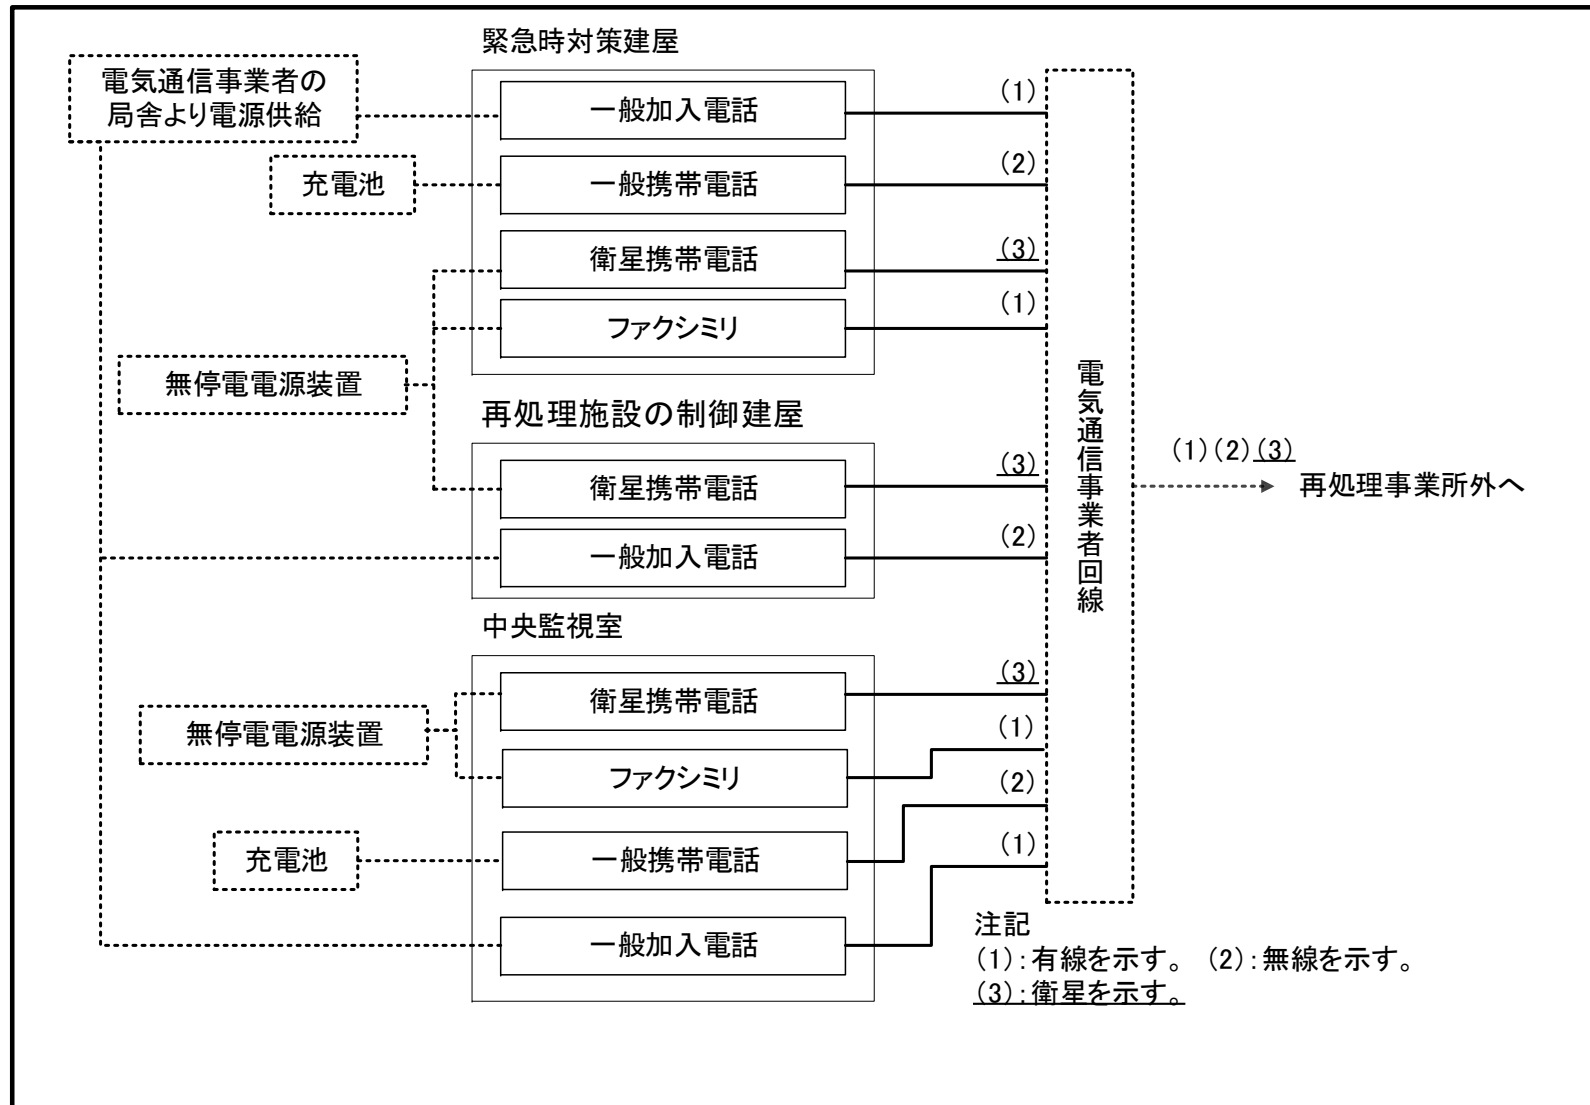 緊急時対策建屋
電気通信事業者の
局舎より電源供給
一般加入電話
(1)
充電池
一般携帯電話
(2)
衛星携帯電話
(3)
ファクシミリ
(1)
無停電電源装置
再処理施設の制御建屋
衛星携帯電話
(3)
一般加入電話
(2)
電気通信事業者回線
(1)(2)(3)
再処理事業所外へ
中央監視室
衛星携帯電話
(3)
無停電電源装置
ファクシミリ
(1)
充電池
一般携帯電話
(2)
一般加入電話
(1)
注記
(1):有線を示す。 (2):無線を示す。
(3):衛星を示す。